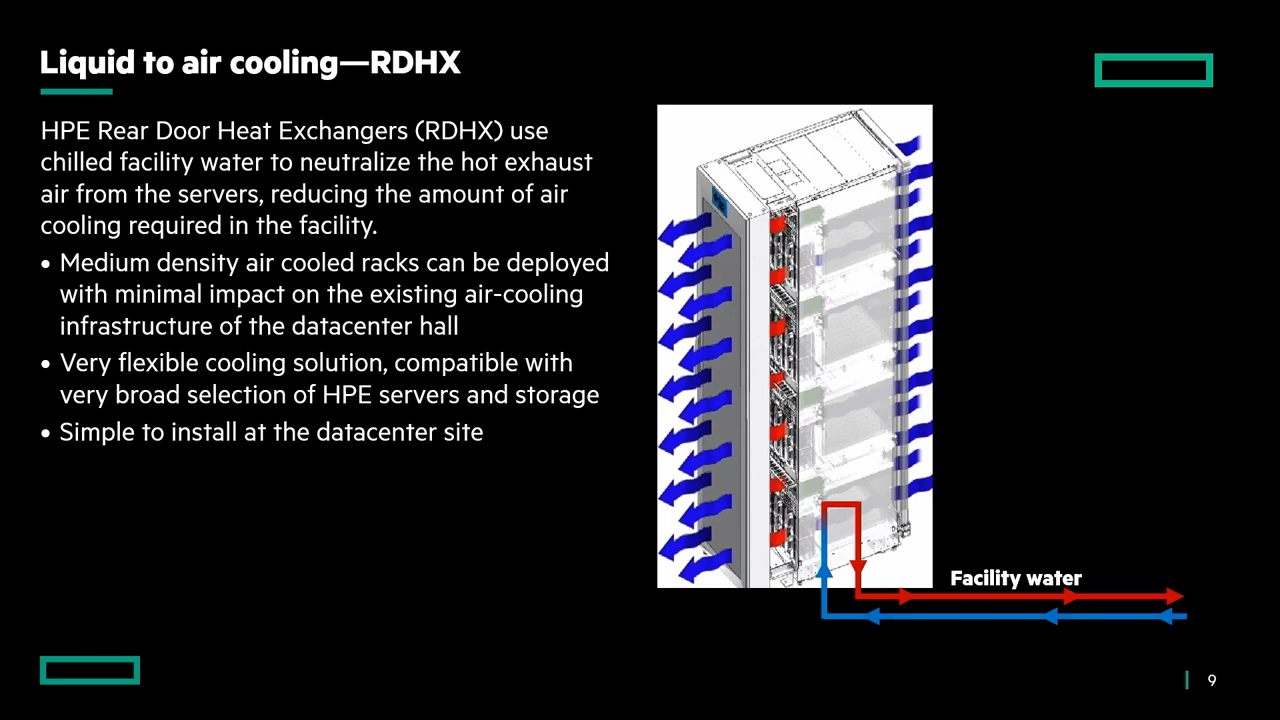 Liquid to air cooling—RDHX
HPE Rear Door Heat Exchangers (RDHX) use
chilled facility water to neutralize the hot exhaust
air from the servers, reducing the amount of air
cooling required in the facility.
• Medium density air cooled racks can be deployed
with minimal impact on the existing air-cooling
infrastructure of the datacenter hall
• Very flexible cooling solution, compatible with
very broad selection of HPE servers and storage
• Simple to install at the datacenter site
Facility water
9